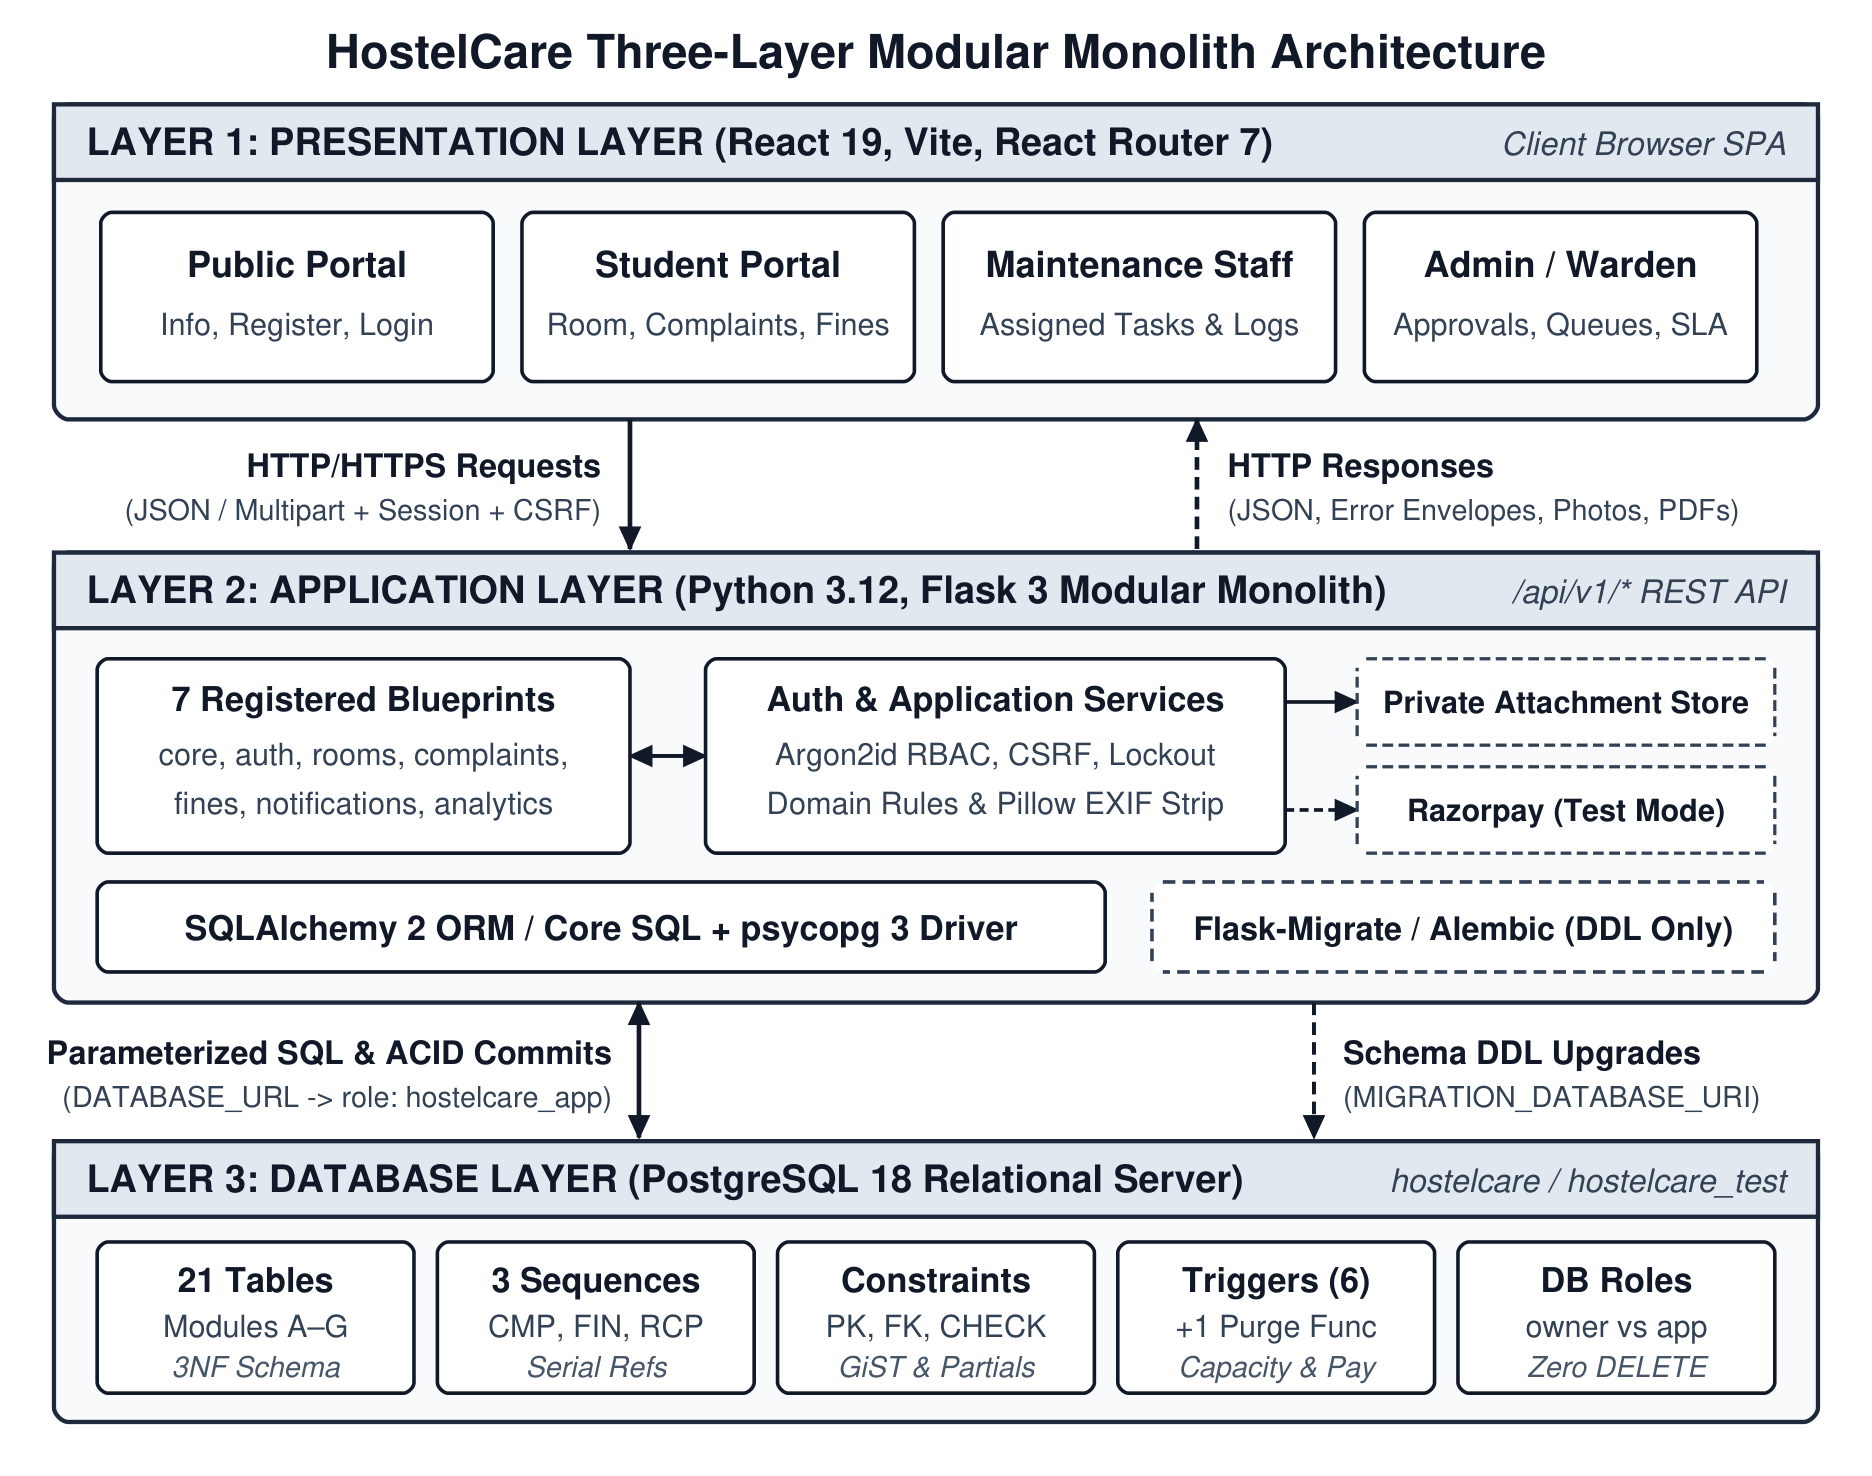 HostelCare Three-Layer Modular Monolith Architecture
LAYER 1: PRESENTATION LAYER (React 19, Vite, React Router 7)
Client Browser SPA
Public Portal
Info, Register, Login
Student Portal
Room, Complaints, Fines
Maintenance Staff
Assigned Tasks & Logs
Admin / Warden
Approvals, Queues, SLA
HTTP/HTTPS Requests
(JSON / Multipart + Session + CSRF)
HTTP Responses
(JSON, Error Envelopes, Photos, PDFs)
LAYER 2: APPLICATION LAYER (Python 3.12, Flask 3 Modular Monolith)
/api/v1/* REST API
7 Registered Blueprints
core, auth, rooms, complaints,
fines, notifications, analytics
Auth & Application Services
Argon2id RBAC, CSRF, Lockout
Domain Rules & Pillow EXIF Strip
Private Attachment Store
Razorpay (Test Mode)
SQLAlchemy 2 ORM / Core SQL + psycopg 3 Driver
Flask-Migrate / Alembic (DDL Only)
Parameterized SQL & ACID Commits
(DATABASE_URL -> role: hostelcare_app)
Schema DDL Upgrades
(MIGRATION_DATABASE_URI)
LAYER 3: DATABASE LAYER (PostgreSQL 18 Relational Server)
hostelcare / hostelcare_test
21 Tables
Modules A–G
3NF Schema
3 Sequences
CMP, FIN, RCP
Serial Refs
Constraints
PK, FK, CHECK
GiST & Partials
Triggers (6)
+1 Purge Func
Capacity & Pay
DB Roles
owner vs app
Zero DELETE